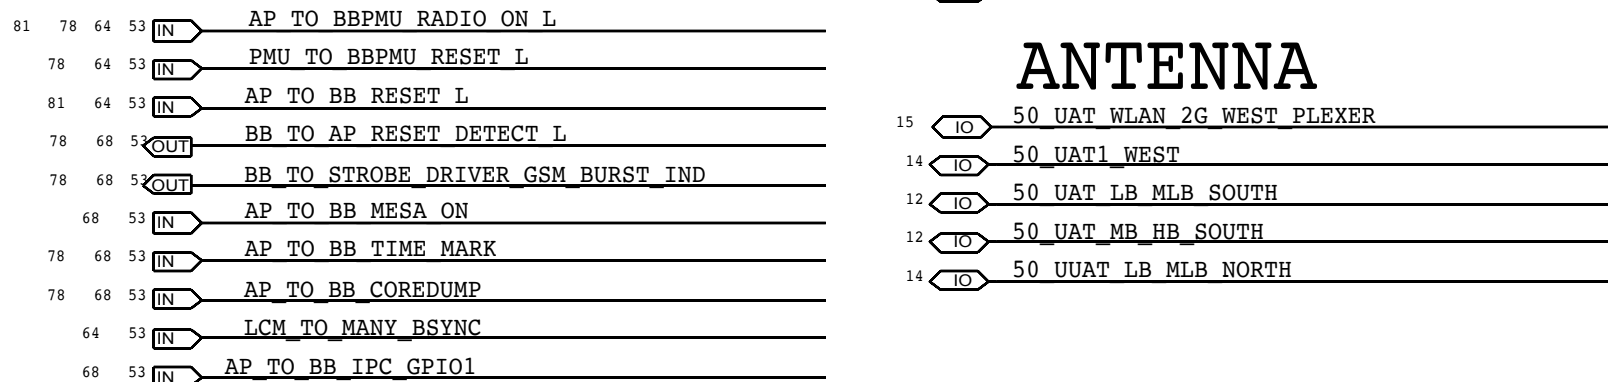 81 78 64 53 IN AP_TO_BBPMU_RADIO_ON_L
78 64 53 IN PMU_TO_BBPMU_RESET_L
81 64 53 IN AP_TO_BB_RESET_L
78 68 53 OUT BB_TO_AP_RESET_DETECT_L
78 68 53 OUT BB_TO_STROBE_DRIVER_GSM_BURST_IND
68 53 IN AP_TO_BB_MESA_ON
78 68 53 IN AP_TO_BB_TIME_MARK
78 68 53 IN AP_TO_BB_COREDUMP
64 53 IN LCM_TO_MANY_BSYNC
68 53 IN AP_TO_BB_IPC_GPIO1
ANTENNA
15 IO 50_UAT_WLAN_2G_WEST_PLEXER
14 IO 50_UAT1_WEST
12 IO 50_UAT_LB_MLB_SOUTH
12 IO 50_UAT_MB_HB_SOUTH
14 IO 50_UUAT_LB_MLB_NORTH